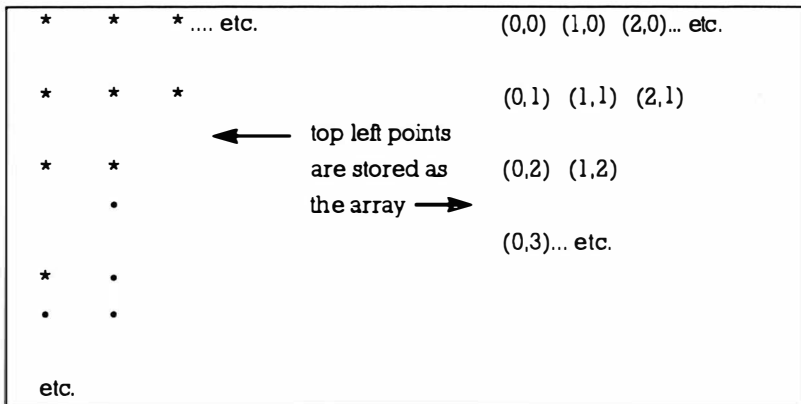 * * * .... etc. (0,0) (1,0) (2,0)... etc.
* * * (0,1) (1,1) (2,1)
top left points
* * are stored as (0,2) (1,2)
• the array
(0,3)... etc.
* •
• •
etc.